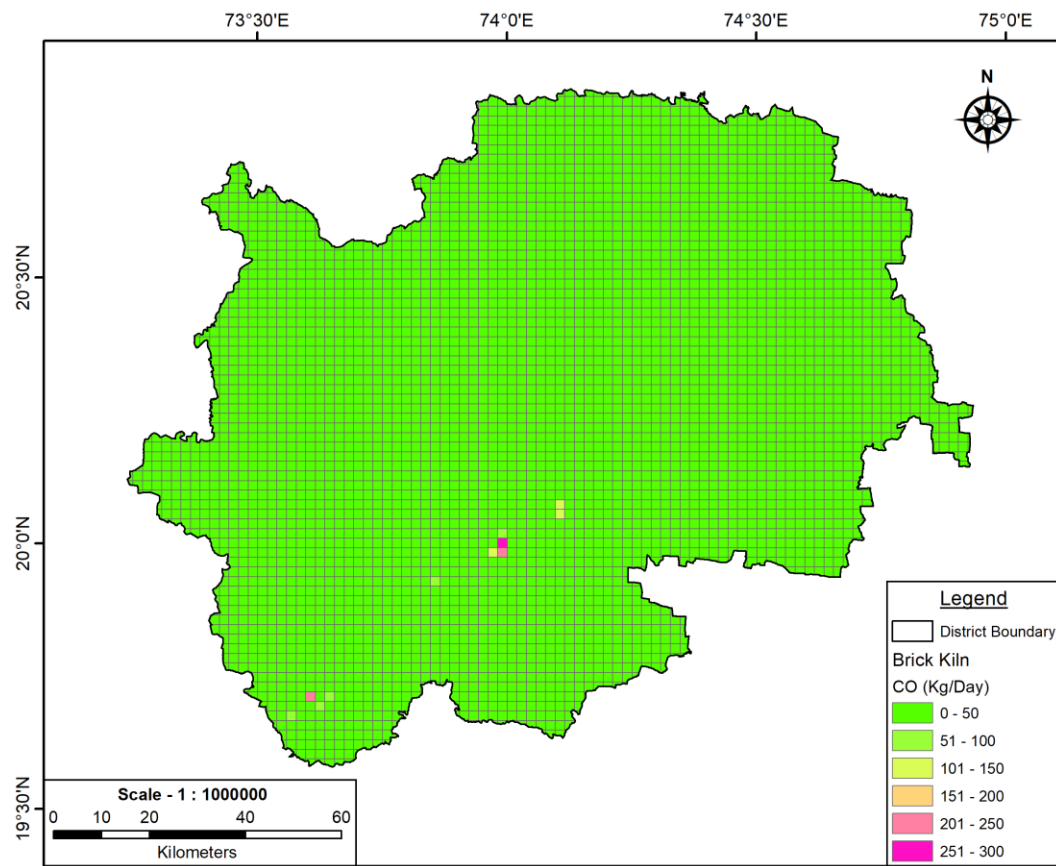 73°30'E 74°0'E 74°30'E 75°0'E
N
20°30'N
20°0'N
19°30'N
Legend
District Boundary
Brick Kiln
CO (Kg/Day)
0 - 50
51 - 100
101 - 150
151 - 200
201 - 250
251 - 300
Scale - 1 : 1000000
0 10 20 40 60
Kilometers